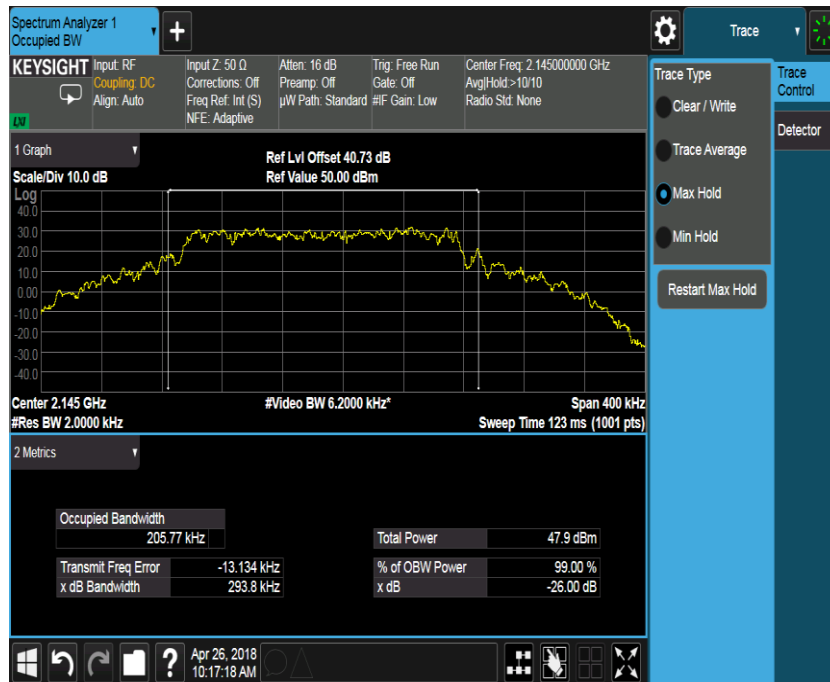 Spectrum Analyzer 1
Occupied BW
+
Trace
KEYSIGHT
Input: RF
Coupling: DC
Align: Auto
Input Z: 50 Ω
Corrections: Off
Freq Ref: Int (S)
NFE: Adaptive
Atten: 16 dB
Preamp: Off
µW Path: Standard
Trig: Free Run
Gate: Off
#IF Gain: Low
Center Freq: 2.145000000 GHz
Avg|Hold:>10/10
Radio Std: None
LXI
Trace Type
Clear / Write
Trace Average
Max Hold
Min Hold
Restart Max Hold
Trace
Control
Detector
1 Graph
Scale/Div 10.0 dB
Ref Lvl Offset 40.73 dB
Ref Value 50.00 dBm
Log
40.0
30.0
20.0
10.0
0.00
-10.0
-20.0
-30.0
-40.0
Center 2.145 GHz
#Res BW 2.0000 kHz
#Video BW 6.2000 kHz*
Span 400 kHz
Sweep Time 123 ms (1001 pts)
2 Metrics
Occupied Bandwidth
205.77 kHz
Total Power 47.9 dBm
Transmit Freq Error -13.134 kHz
% of OBW Power 99.00 %
x dB Bandwidth 293.8 kHz
x dB -26.00 dB
?
Apr 26, 2018
10:17:18 AM